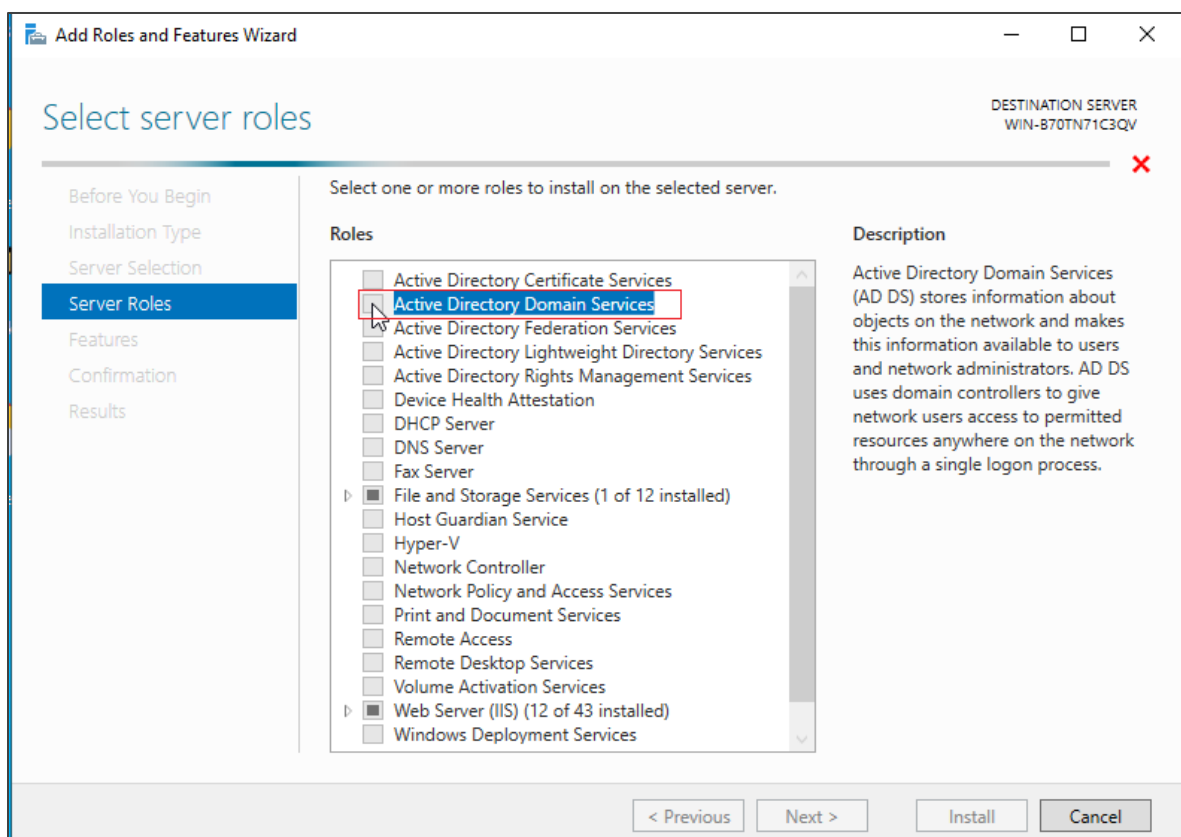 Add Roles and Features Wizard
Select server roles
DESTINATION SERVER
WIN-B70TN71C3QV
Before You Begin
Installation Type
Server Selection
Server Roles
Features
Confirmation
Results
Select one or more roles to install on the selected server.
Roles
Active Directory Certificate Services
Active Directory Domain Services
Active Directory Federation Services
Active Directory Lightweight Directory Services
Active Directory Rights Management Services
Device Health Attestation
DHCP Server
DNS Server
Fax Server
File and Storage Services (1 of 12 installed)
Host Guardian Service
Hyper-V
Network Controller
Network Policy and Access Services
Print and Document Services
Remote Access
Remote Desktop Services
Volume Activation Services
Web Server (IIS) (12 of 43 installed)
Windows Deployment Services
Description
Active Directory Domain Services
(AD DS) stores information about
objects on the network and makes
this information available to users
and network administrators. AD DS
uses domain controllers to give
network users access to permitted
resources anywhere on the network
through a single logon process.
< Previous
Next >
Install
Cancel